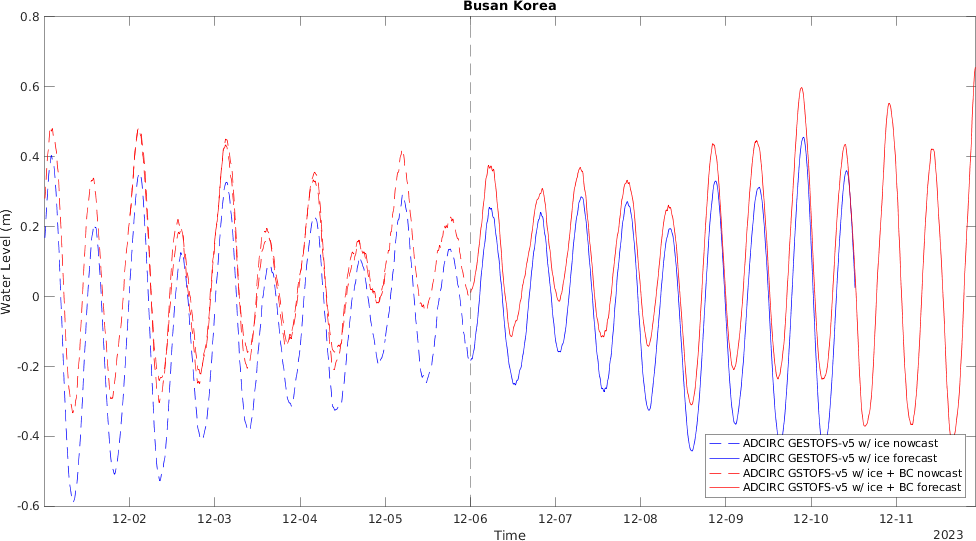 Busan Korea
0.8
0.6
0.4
0.2
0
-0.2
-0.4
-0.6
Water Level (m)
ADCIRC GESTOFS-v5 w/ ice nowcast
ADCIRC GESTOFS-v5 w/ ice forecast
ADCIRC GSTOFS-v5 w/ ice + BC nowcast
ADCIRC GSTOFS-v5 w/ ice + BC forecast
12-02 12-03 12-04 12-05 12-06 12-07 12-08 12-09 12-10 12-11
Time
2023